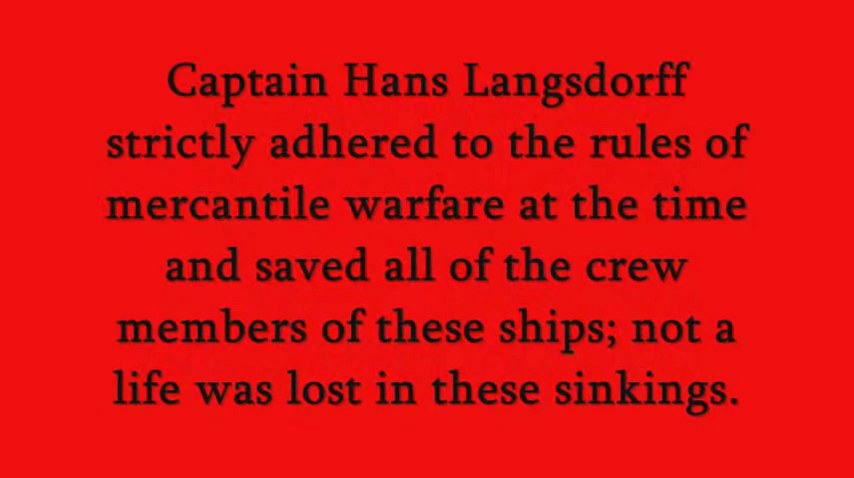 Captain Hans Langsdorff
strictly adhered to the rules of
mercantile warfare at the time
and saved all of the crew
members of these ships; not a
life was lost in these sinkings.